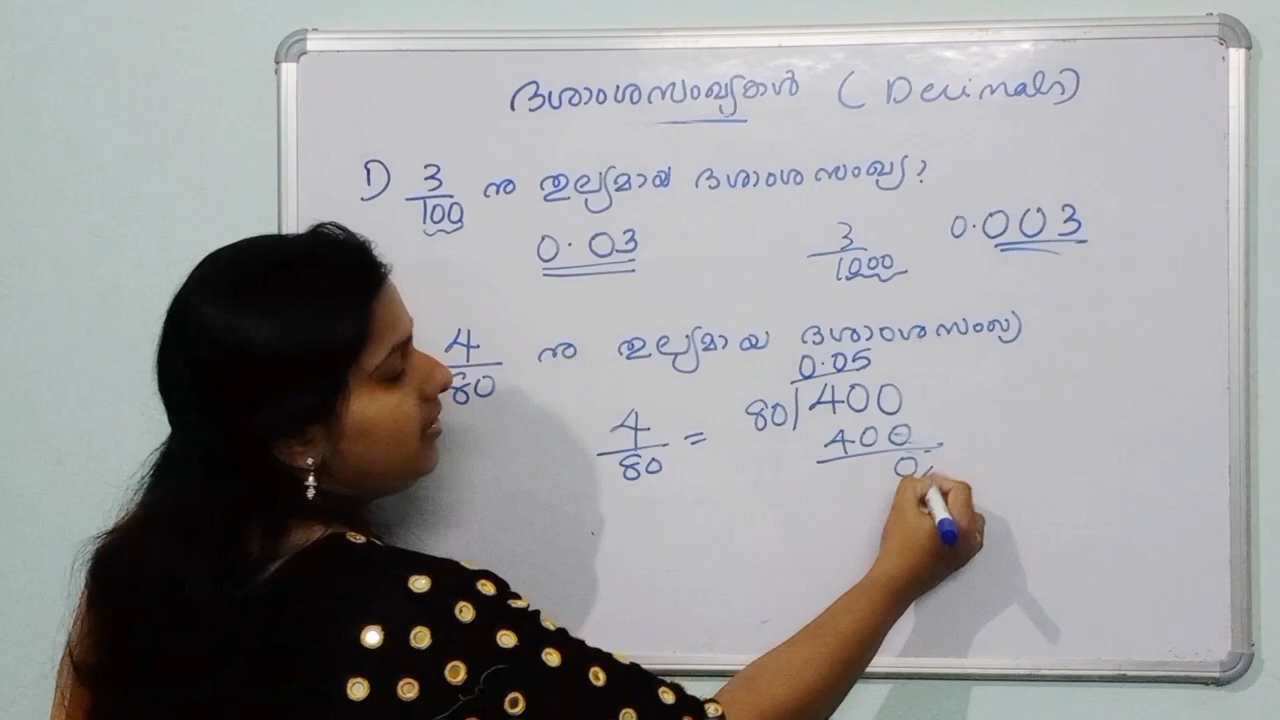 ദശാംശസംഖ്യകൾ (Decimals)
1) 3/100 നു തുല്യമായ ദശാംശസംഖ്യ?
0.03 3/1000 0.003
4/80 നു തുല്യമായ ദശാംശസംഖ്യ
0.05
4/80 = 80)400
400
0